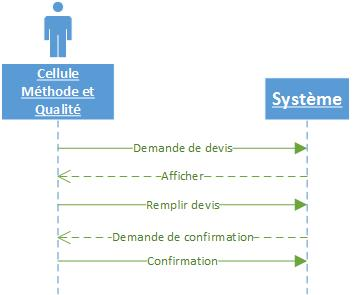 Cellule
Méthode et
Qualité
Système
Demande de devis
Afficher
Remplir devis
Demande de confirmation
Confirmation